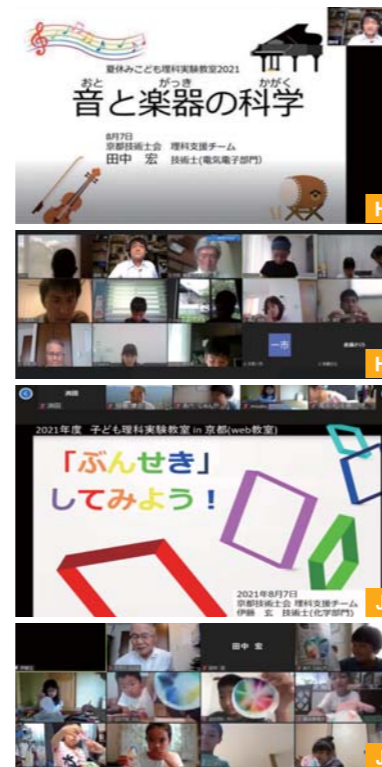 夏休みこども理科実験教室2021
おと がっき かがく
音と楽器の科学
8月7日
京都技術士会 理科支援チーム
田中 宏 技術士(電気電子部門)
H
一市
H
2021年度 子ども理科実験教室 in 京都(web教室)
「ぶんせき」
してみよう！
2021年8月7日
京都技術士会 理科支援チーム
伊藤 玄 技術士(化学部門)
J
田中 宏
J